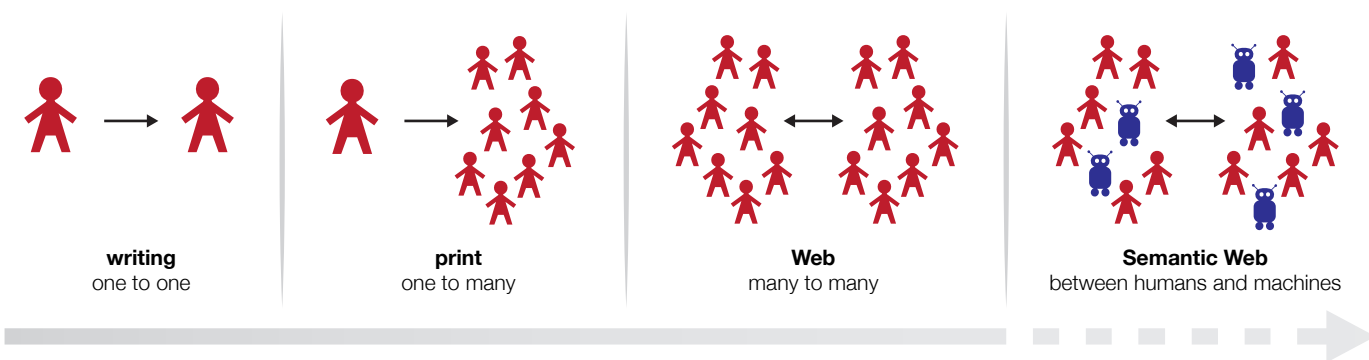 writing
one to one
print
one to many
Web
many to many
Semantic Web
between humans and machines